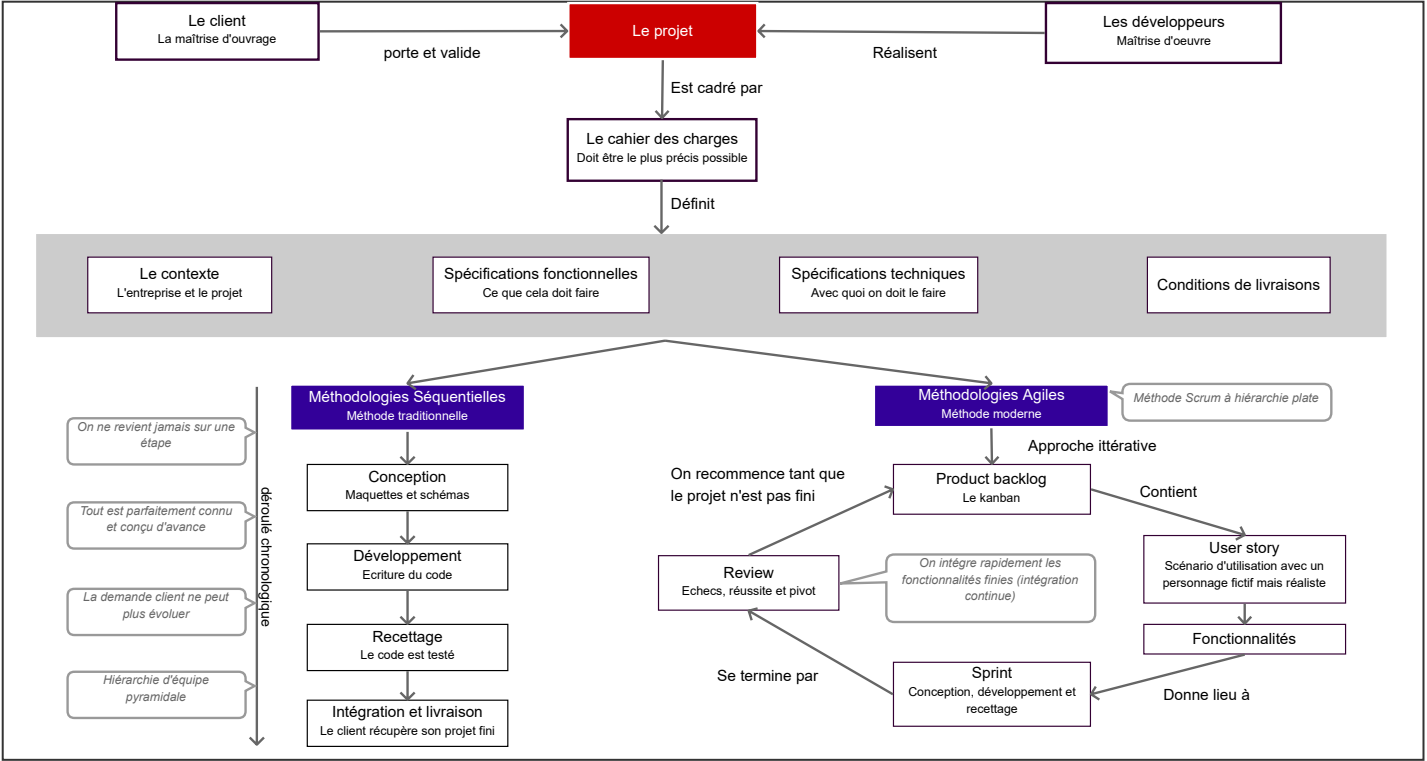 Le client
La maîtrise d'ouvrage
porte et valide
Le projet
Réalisent
Les développeurs
Maîtrise d'oeuvre
Est cadré par
Le cahier des charges
Doit être le plus précis possible
Définit
Le contexte
L'entreprise et le projet
Spécifications fonctionnelles
Ce que cela doit faire
Spécifications techniques
Avec quoi on doit le faire
Conditions de livraisons
Méthodologies Séquentielles
Méthode traditionnelle
On ne revient jamais sur une
étape
Tout est parfaitement connu
et conçu d'avance
La demande client ne peut
plus évoluer
Hiérarchie d'équipe
pyramidale
déroulé chronologique
Conception
Maquettes et schémas
Développement
Ecriture du code
Recettage
Le code est testé
Intégration et livraison
Le client récupère son projet fini
Méthodologies Agiles
Méthode moderne
Méthode Scrum à hiérarchie plate
Approche ittérative
On recommence tant que
le projet n'est pas fini
Product backlog
Le kanban
Contient
User story
Scénario d'utilisation avec un
personnage fictif mais réaliste
Fonctionnalités
Donne lieu à
Sprint
Conception, développement et
recettage
Se termine par
Review
Echecs, réussite et pivot
On intègre rapidement les
fonctionnalités finies (intégration
continue)